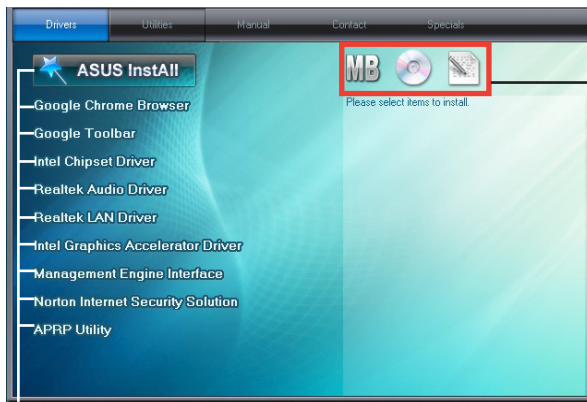 Drivers Utilities Manual Contact Specials
ASUS InstAll
MB
Please select items to install.
Google Chrome Browser
Google Toolbar
Intel Chipset Driver
Realtek Audio Driver
Realtek LAN Driver
Intel Graphics Accelerator Driver
Management Engine Interface
Norton Internet Security Solution
APRP Utility